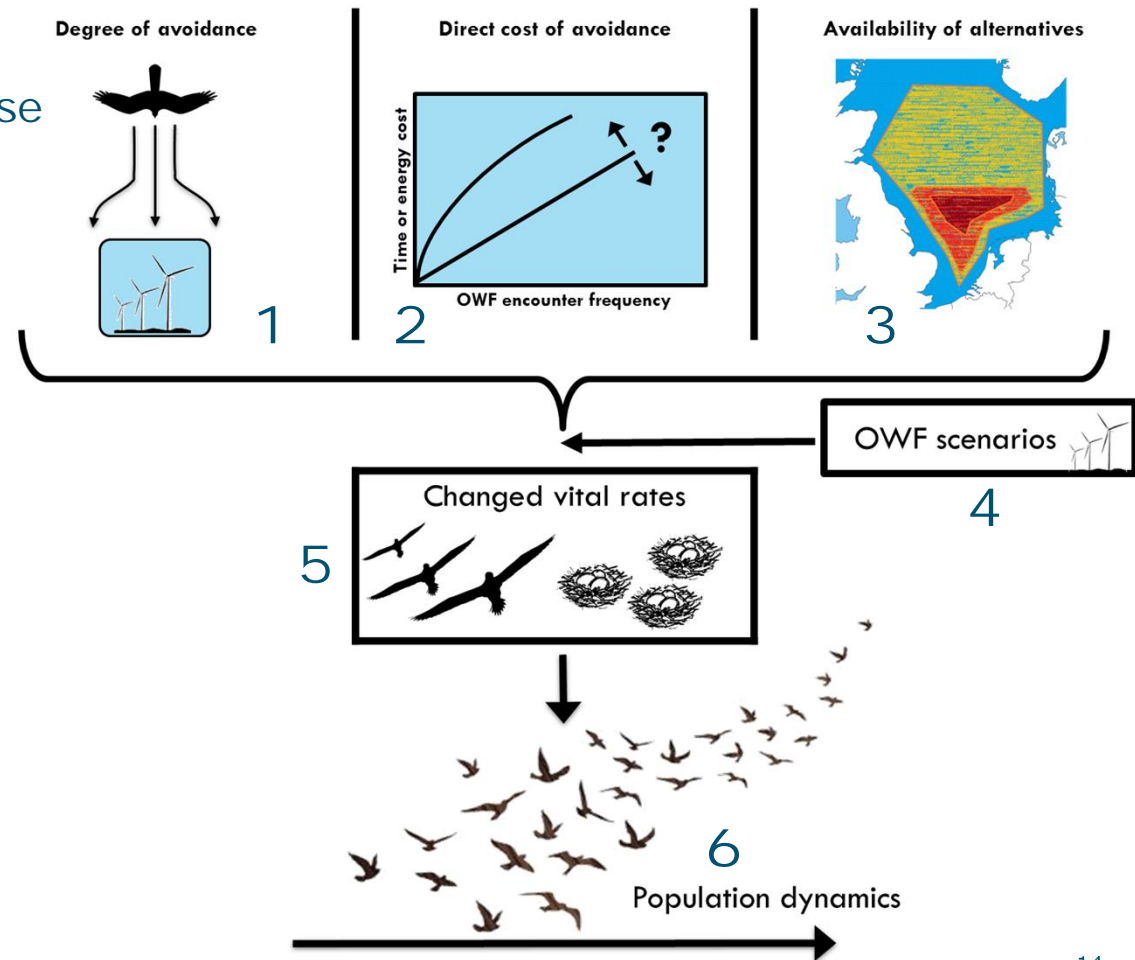 Degree of avoidance
Direct cost of avoidance
Availability of alternatives
se
Time or energy cost
?
OWF encounter frequency
1
2
3
OWF scenarios
4
Changed vital rates
5
6
Population dynamics